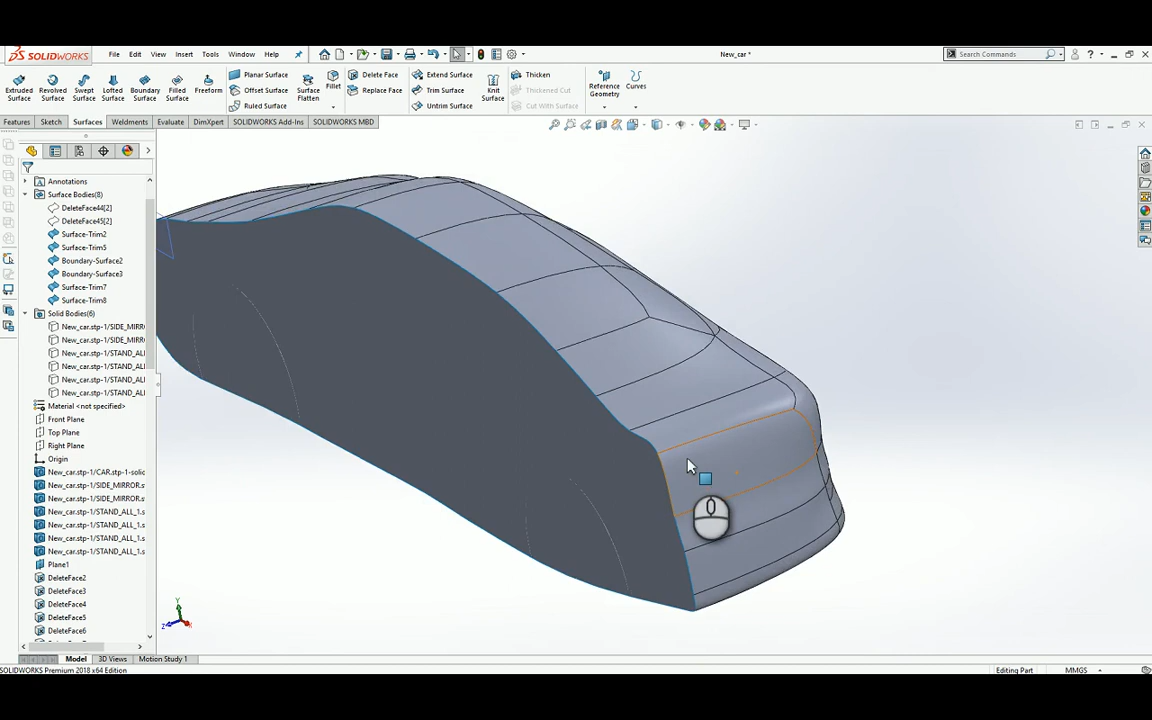 SOLIDWORKS File Edit View Insert Tools Window Help New_car * Search Commands
Extruded Surface
Revolved Surface
Swept Surface
Lofted Surface
Boundary Surface
Filled Surface
Freeform
Planar Surface
Offset Surface
Ruled Surface
Surface Flatten
Fillet
Delete Face
Replace Face
Extend Surface
Trim Surface
Untrim Surface
Knit Surface
Thicken
Thickened Cut
Cut With Surface
Reference Geometry
Curves
Features Sketch Surfaces Weldments Evaluate DimXpert SOLIDWORKS Add-Ins SOLIDWORKS MBD
Annotations
Surface Bodies(8)
DeleteFace44[2]
DeleteFace45[2]
Surface-Trim2
Surface-Trim5
Boundary-Surface2
Boundary-Surface3
Surface-Trim7
Surface-Trim8
Solid Bodies(6)
New_car.stp-1/SIDE_MIRR
New_car.stp-1/SIDE_MIRR
New_car.stp-1/STAND_ALL
New_car.stp-1/STAND_ALL
New_car.stp-1/STAND_ALL
New_car.stp-1/STAND_ALL
Material <not specified>
Front Plane
Top Plane
Right Plane
Origin
New_car.stp-1/CAR.stp-1-solid
New_car.stp-1/SIDE_MIRROR.
New_car.stp-1/SIDE_MIRROR.
New_car.stp-1/STAND_ALL_1.s
New_car.stp-1/STAND_ALL_1.s
New_car.stp-1/STAND_ALL_1.s
New_car.stp-1/STAND_ALL_1.s
Plane1
DeleteFace2
DeleteFace3
DeleteFace4
DeleteFace5
DeleteFace6
Y
Z
X
Model 3D Views Motion Study 1
SOLIDWORKS Premium 2018 x64 Edition Editing Part MMGS